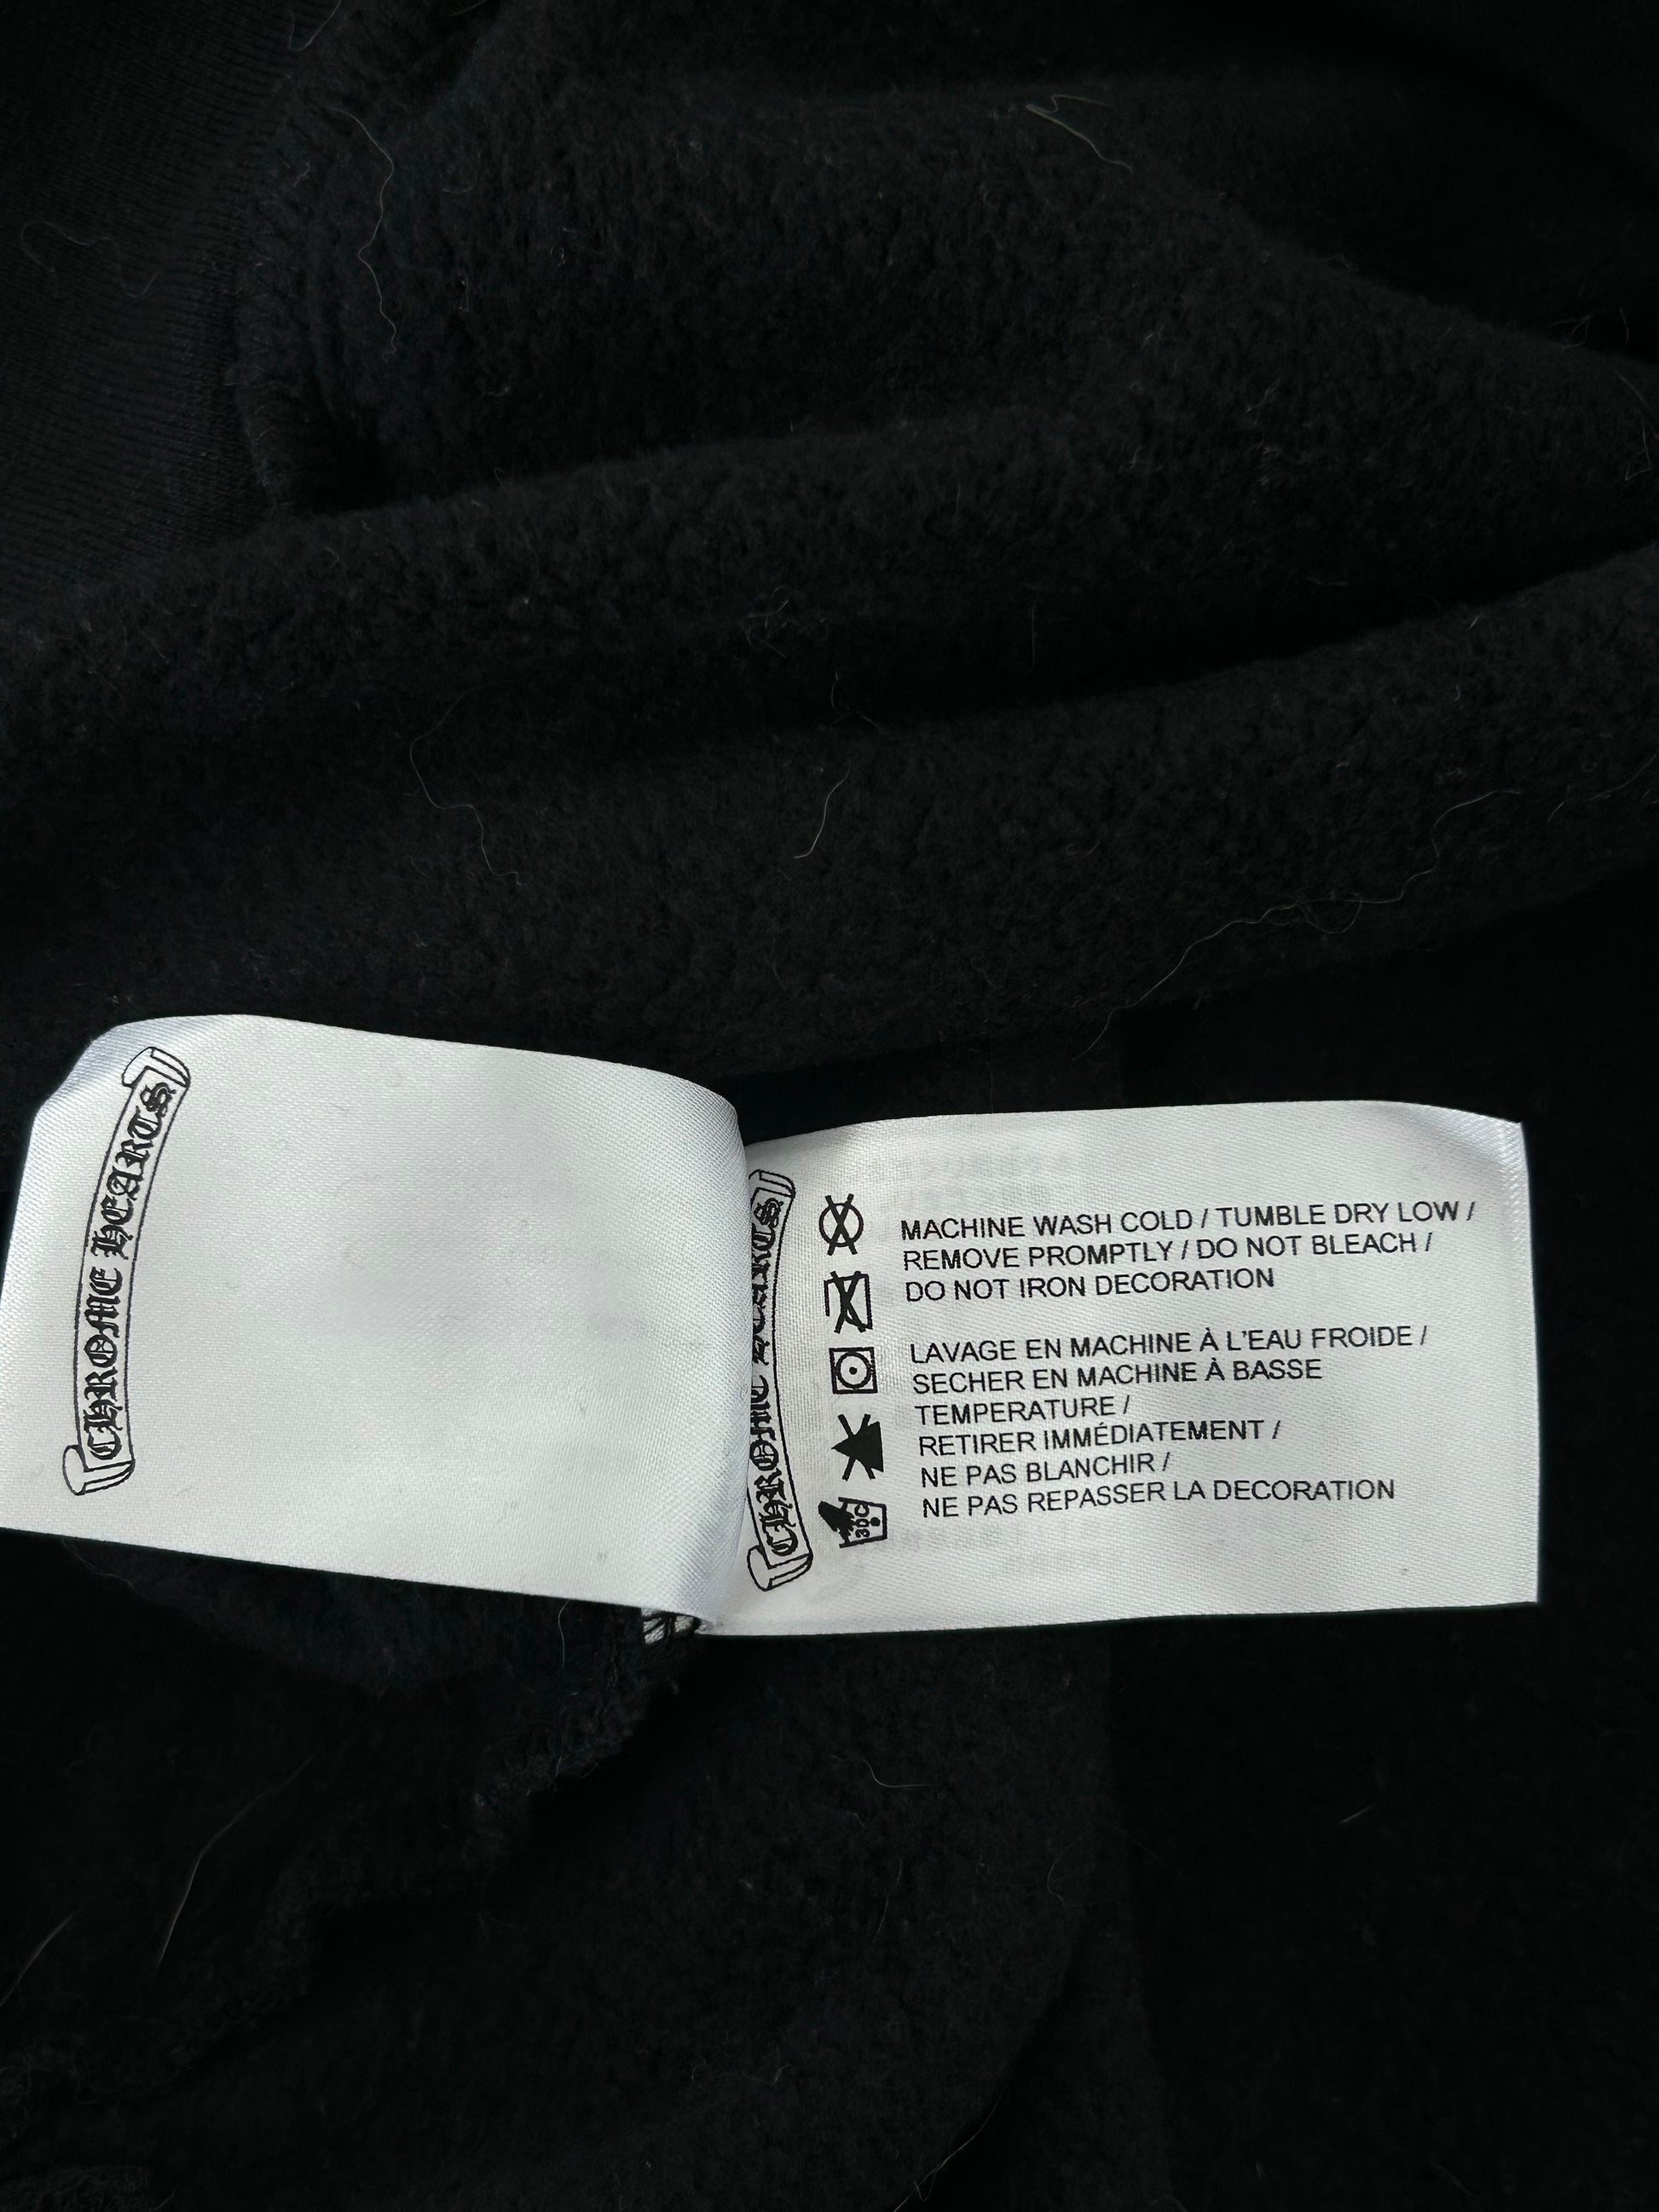 CHROME HEARTS
CHROME HEARTS
MACHINE WASH COLD / TUMBLE DRY LOW /
REMOVE PROMPTLY / DO NOT BLEACH /
DO NOT IRON DECORATION
LAVAGE EN MACHINE À L'EAU FROIDE /
SECHER EN MACHINE À BASSE
TEMPERATURE /
RETIRER IMMÉDIATEMENT /
NE PAS BLANCHIR /
NE PAS REPASSER LA DECORATION
30C